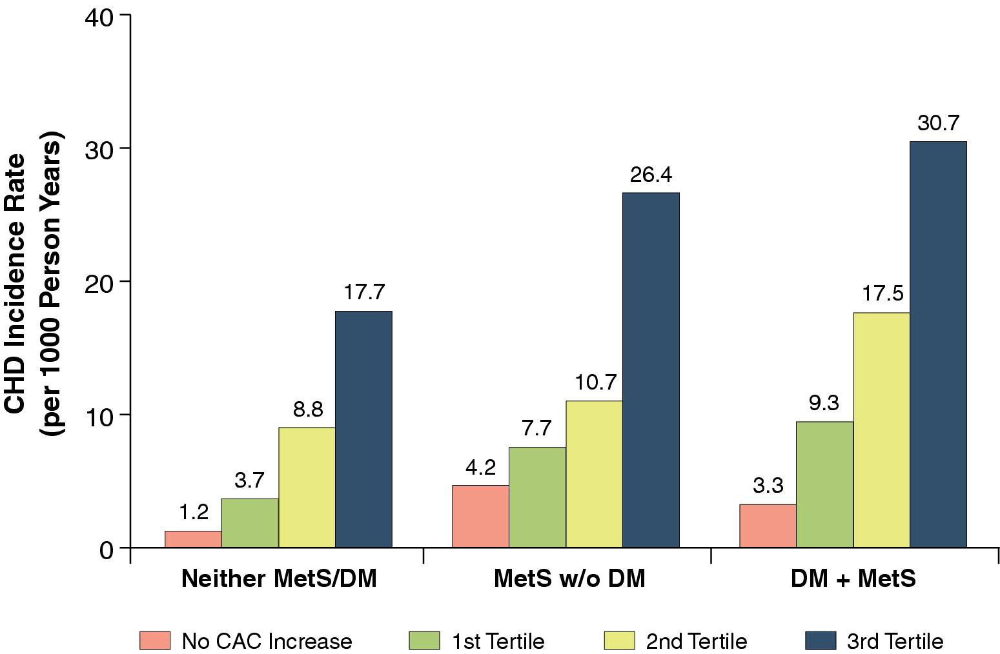 CHD Incidence Rate
(per 1000 Person Years)
40
30
20
10
0
1.2
3.7
8.8
17.7
4.2
7.7
10.7
26.4
3.3
9.3
17.5
30.7
Neither MetS/DM
MetS w/o DM
DM + MetS
No CAC Increase
1st Tertile
2nd Tertile
3rd Tertile